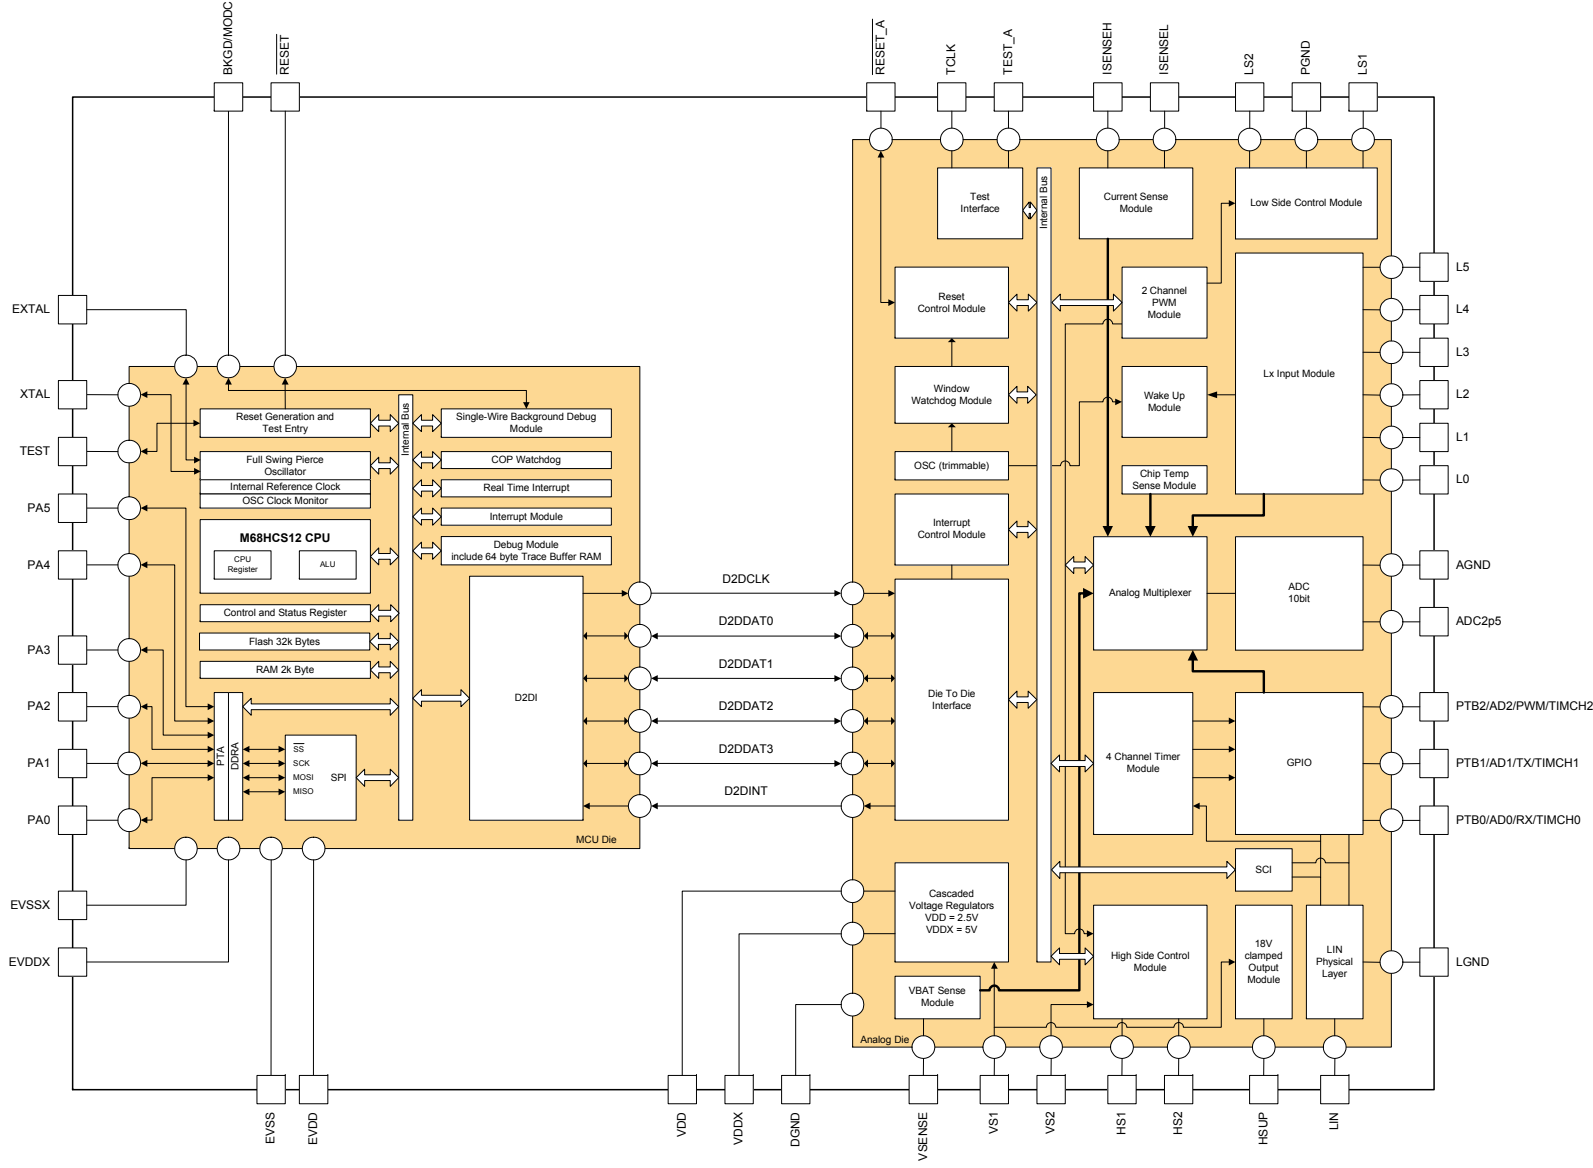 BKGD/MODC
RESET
RESET_A
TCLK
TEST_A
ISENSEH
ISENSEL
LS2
PGND
LS1
EXTAL
XTAL
TEST
PA5
PA4
PA3
PA2
PA1
PA0
EVSSX
EVDDX
Reset Generation and
Test Entry
Full Swing Pierce
Oscillator
Internal Reference Clock
OSC Clock Monitor
M68HCS12 CPU
CPU
Register
ALU
Control and Status Register
Flash 32k Bytes
RAM 2k Byte
PTA
DDRA
SS
SCK
MOSI
MISO
SPI
Internal Bus
Single-Wire Background Debug
Module
COP Watchdog
Real Time Interrupt
Interrupt Module
Debug Module
include 64 byte Trace Buffer RAM
D2DI
MCU Die
D2DCLK
D2DDAT0
D2DDAT1
D2DDAT2
D2DDAT3
D2DINT
Test
Interface
Internal Bus
Current Sense
Module
Low Side Control Module
Reset
Control Module
2 Channel
PWM
Module
Window
Watchdog Module
Wake Up
Module
Lx Input Module
OSC (trimmable)
Chip Temp
Sense Module
Interrupt
Control Module
Analog Multiplexer
ADC
10bit
Die To Die
Interface
4 Channel Timer
Module
GPIO
SCI
Cascaded
Voltage Regulators
VDD = 2.5V
VDDX = 5V
High Side Control
Module
18V
clamped
Output
Module
LIN
Physical
Layer
VBAT Sense
Module
Analog Die
L5
L4
L3
L2
L1
L0
AGND
ADC2p5
PTB2/AD2/PWM/TIMCH2
PTB1/AD1/TX/TIMCH1
PTB0/AD0/RX/TIMCH0
LGND
EVSS
EVDD
VDD
VDDX
DGND
VSENSE
VS1
VS2
HS1
HS2
HSUP
LIN